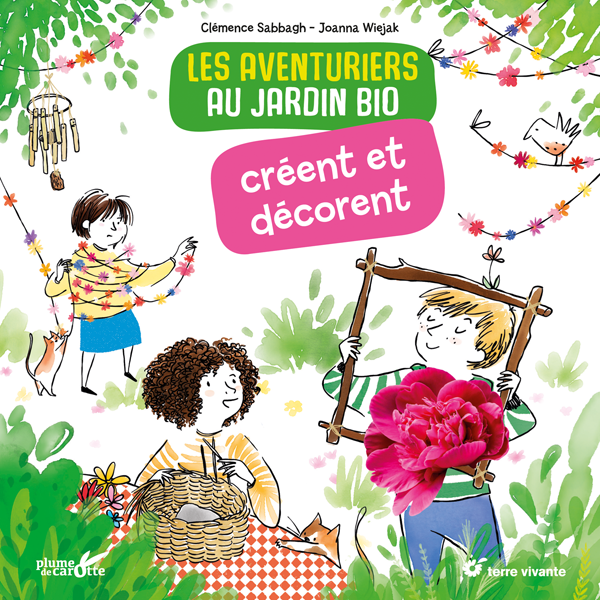 Clémence Sabbagh – Joanna Wiejak
LES AVENTURIERS
AU JARDIN BIO
créent et
décorent
plume
de carotte
terre vivante